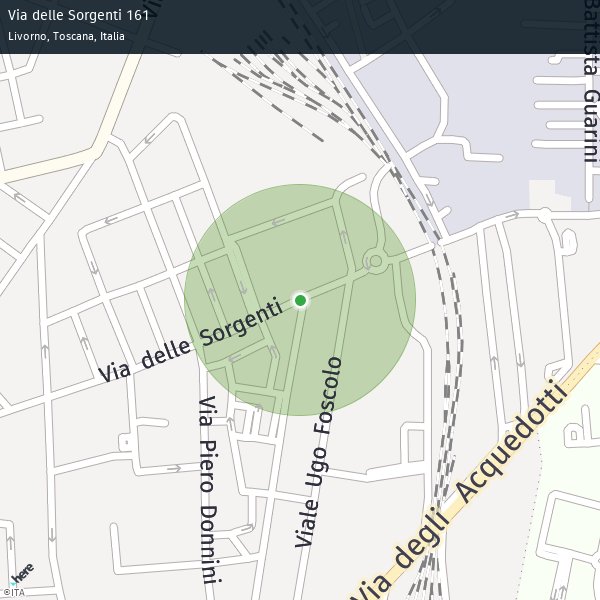 Via delle Sorgenti 161
Livorno, Toscana, Italia
Vi
Battista Guarini
Via delle Sorgenti
Via Piero Donnini
Viale Ugo Foscolo
Via degli Acquedotti
here
©ITA